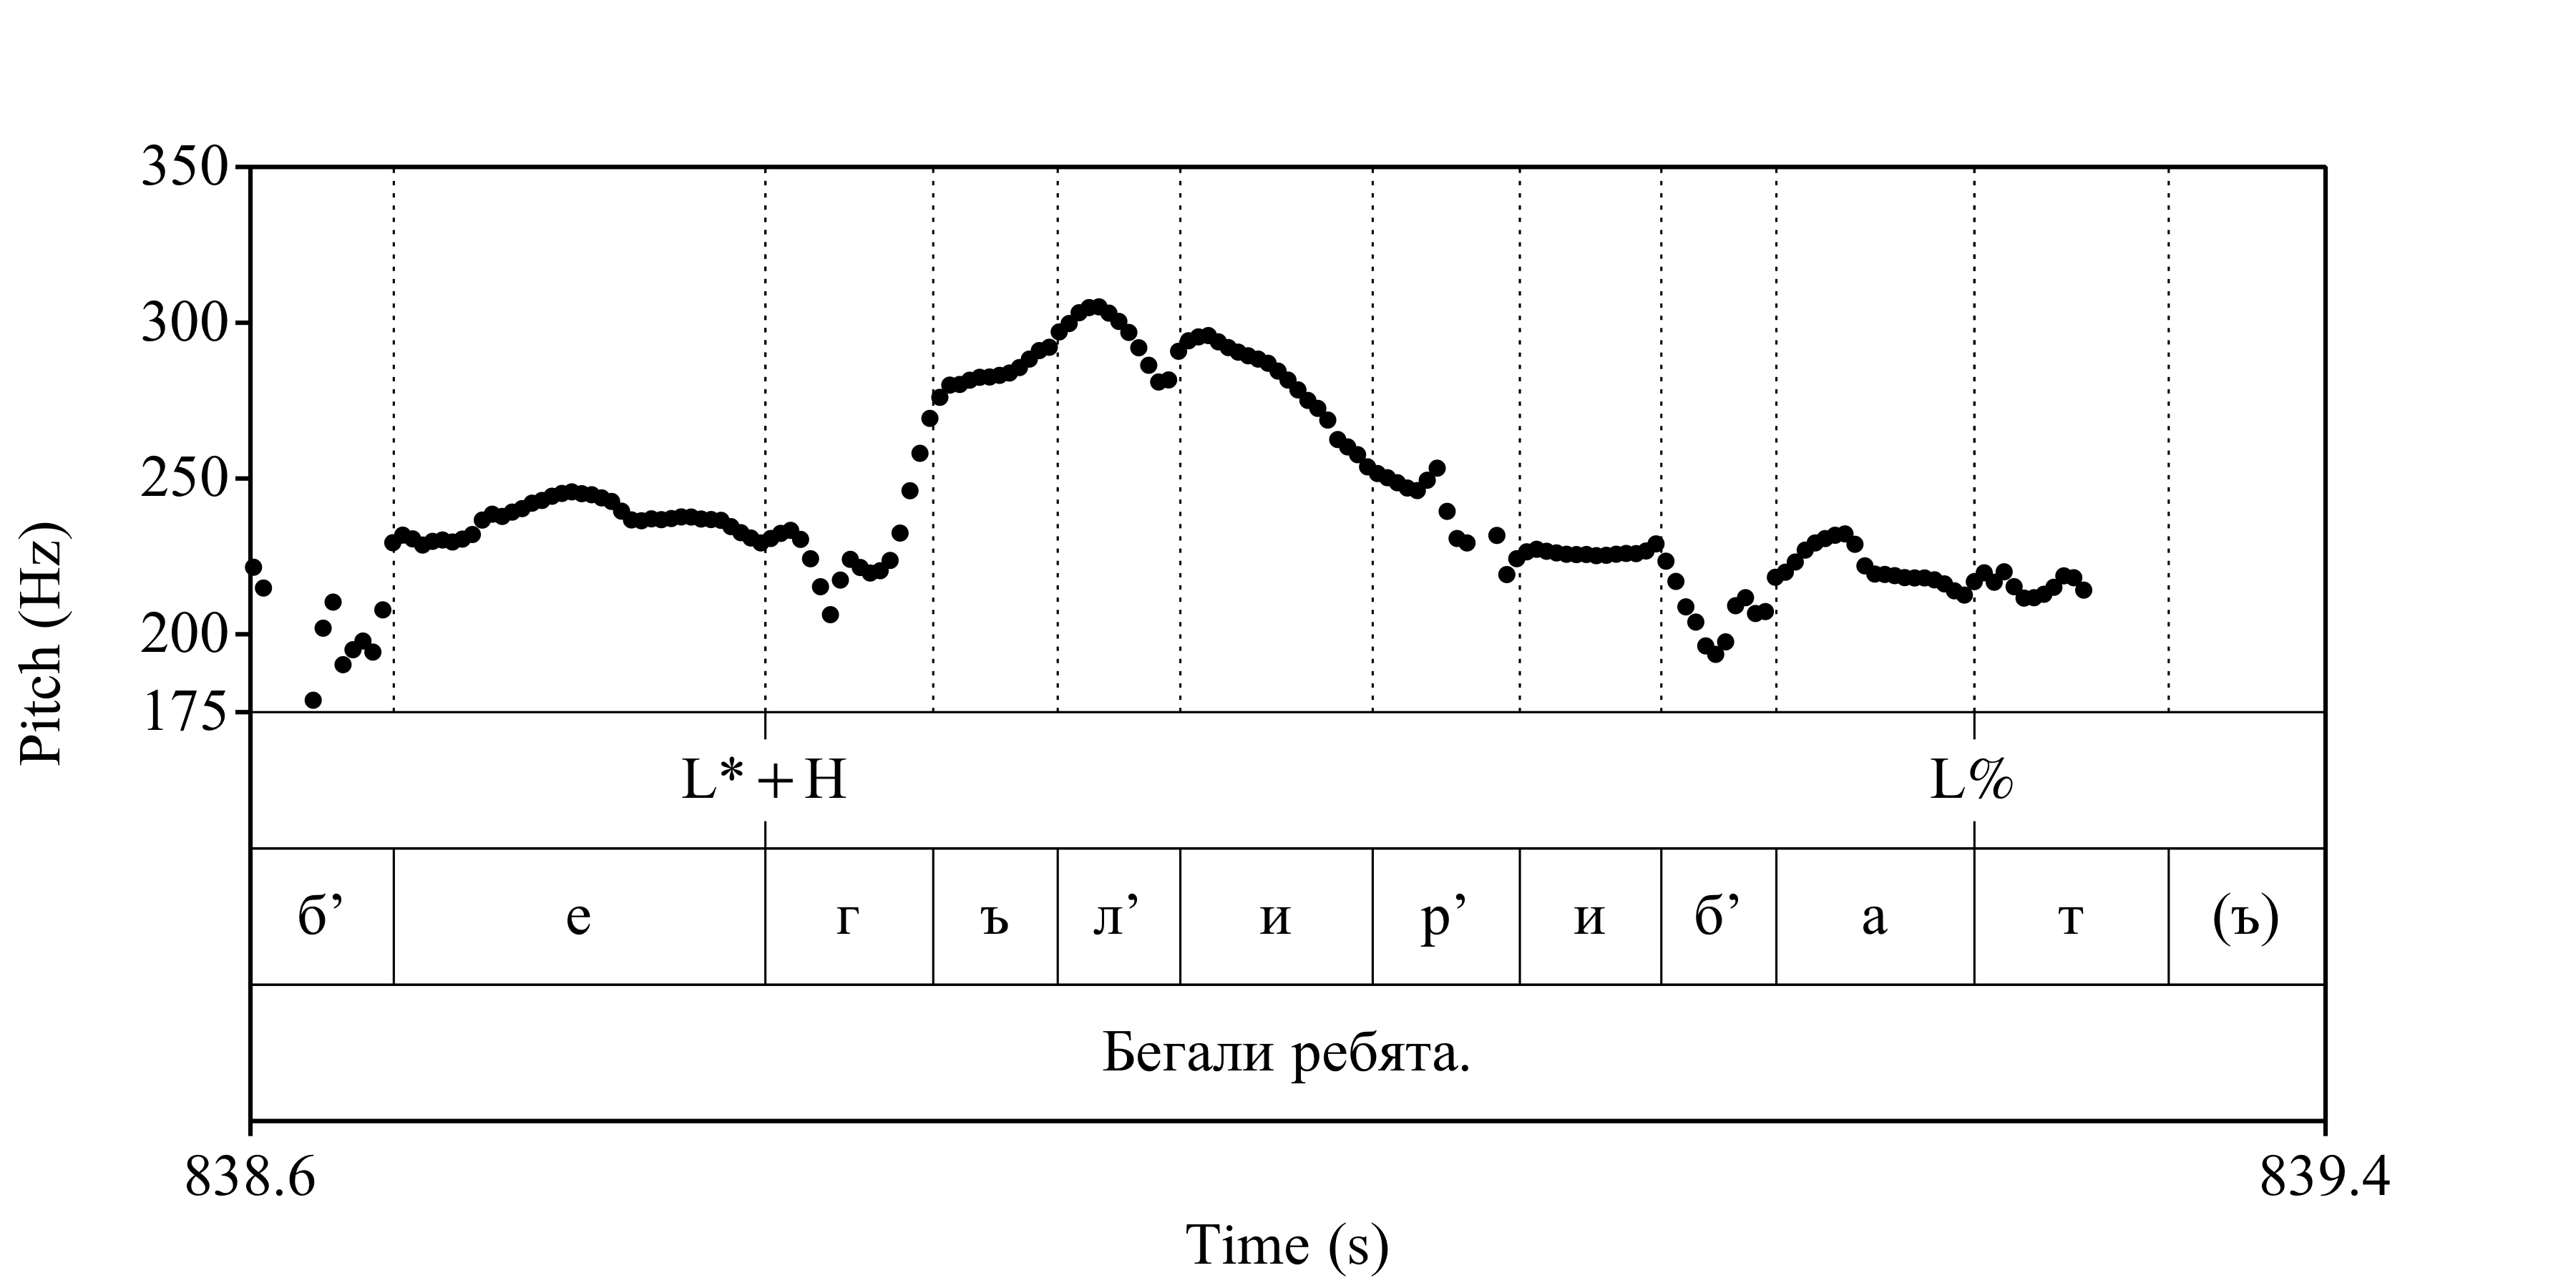 350
300
250
200
175
Pitch (Hz)
L* + H L%
б’ е г ъ л’ и р’ и б’ а т (ъ)
Бегали ребята.
838.6 839.4
Time (s)